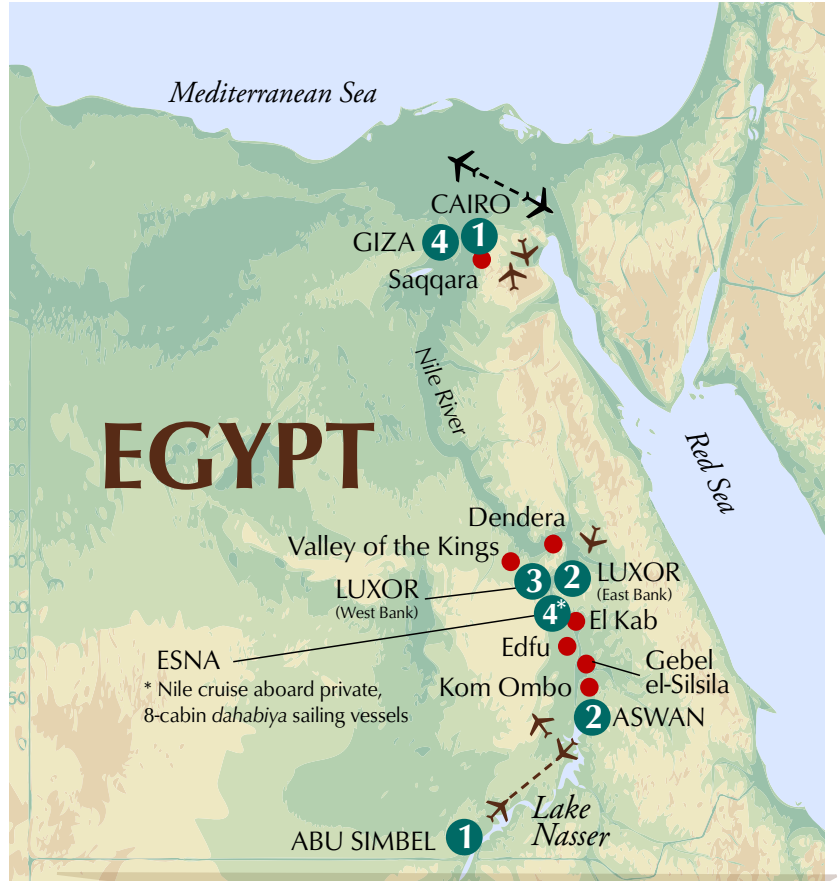 Mediterranean Sea
CAIRO
GIZA 4 1
Saqqara
Nile River
EGYPT
Red Sea
Dendera
Valley of the Kings
LUXOR
(West Bank)
3 2
LUXOR
(East Bank)
4*
El Kab
ESNA
* Nile cruise aboard private,
8-cabin dahabiya sailing vessels
Edfu
Gebel
el-Silsila
Kom Ombo
2 ASWAN
Lake
Nasser
ABU SIMBEL 1